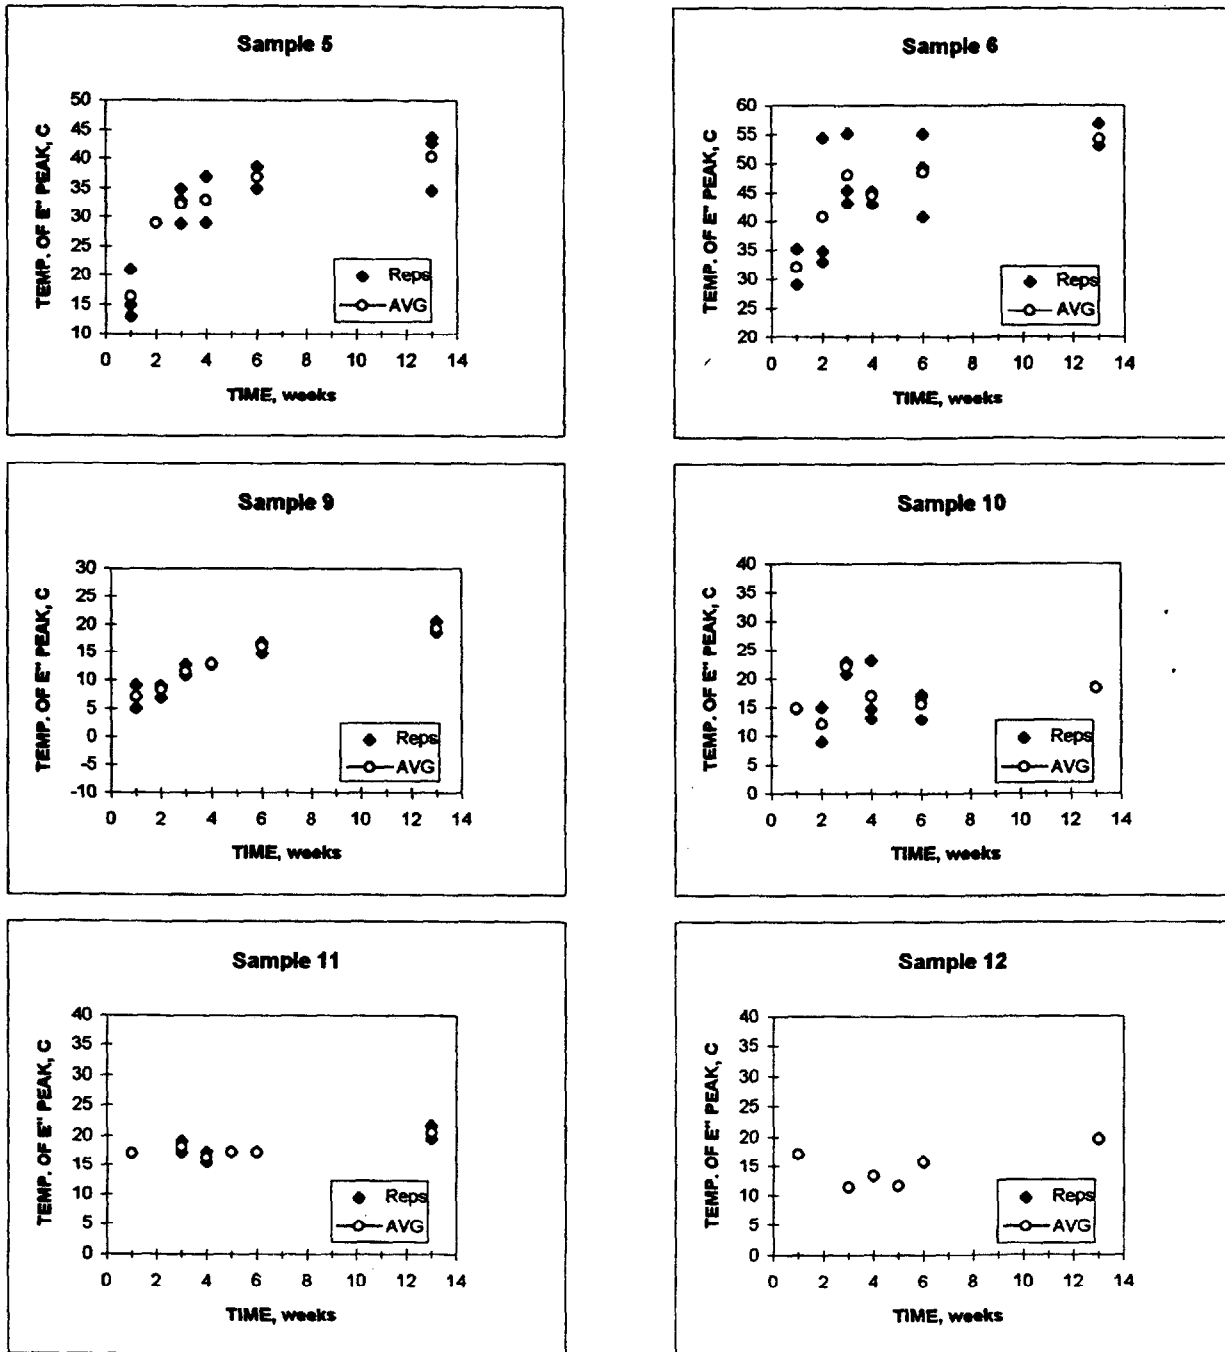 Sample 5
TEMP. OF E" PEAK, C
50
45
40
35
30
25
20
15
10
Reps
AVG
0 2 4 6 8 10 12 14
TIME, weeks
Sample 6
TEMP. OF E" PEAK, C
60
55
50
45
40
35
30
25
20
Reps
AVG
0 2 4 6 8 10 12 14
TIME, weeks
Sample 9
TEMP. OF E" PEAK, C
30
25
20
15
10
5
0
-5
-10
Reps
AVG
0 2 4 6 8 10 12 14
TIME, weeks
Sample 10
TEMP. OF E" PEAK, C
40
35
30
25
20
15
10
5
0
Reps
AVG
0 2 4 6 8 10 12 14
TIME, weeks
Sample 11
TEMP. OF E" PEAK, C
40
35
30
25
20
15
10
5
0
Reps
AVG
0 2 4 6 8 10 12 14
TIME, weeks
Sample 12
TEMP. OF E" PEAK, C
40
35
30
25
20
15
10
5
0
Reps
AVG
0 2 4 6 8 10 12 14
TIME, weeks